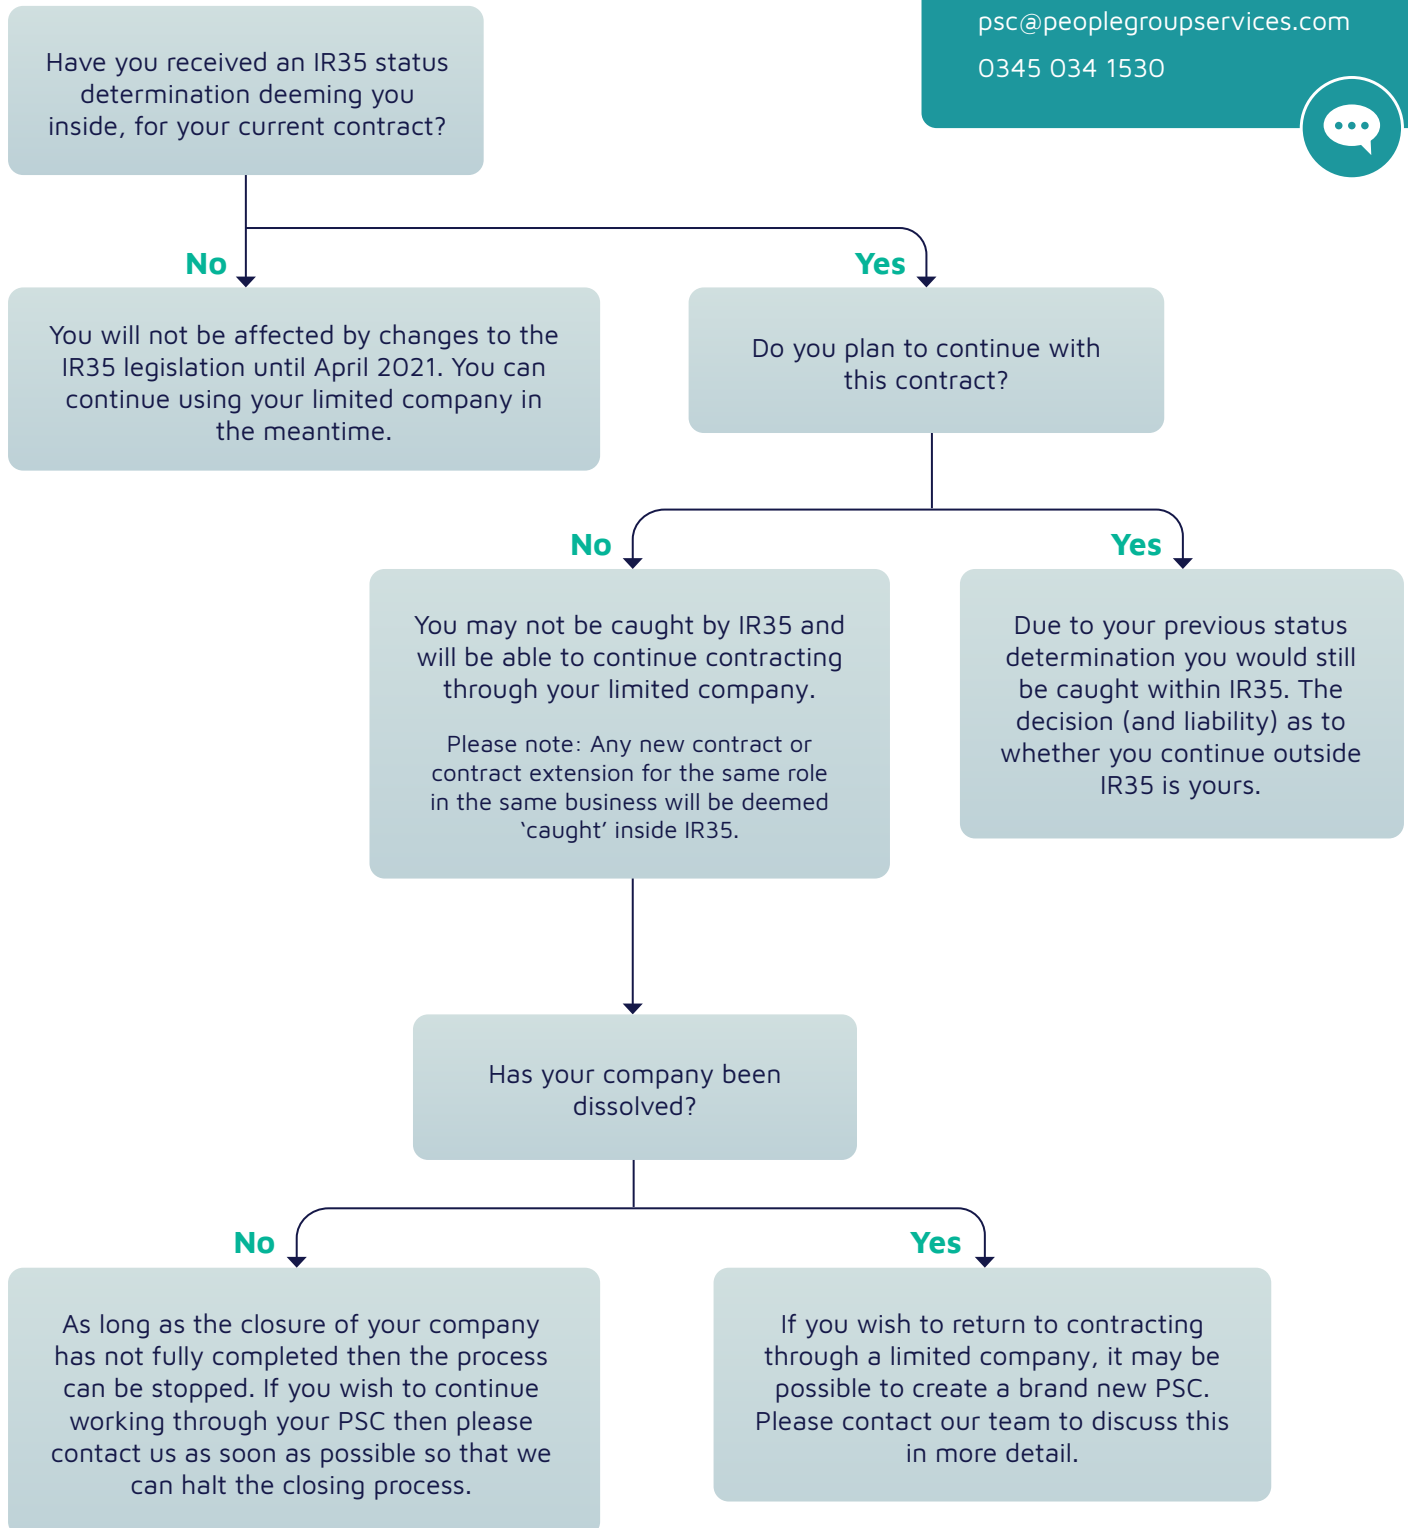 psc@peoplegroupservices.com
0345 034 1530
Have you received an IR35 status
determination deeming you
inside, for your current contract?
No
Yes
You will not be affected by changes to the
IR35 legislation until April 2021. You can
continue using your limited company in
the meantime.
Do you plan to continue with
this contract?
No
Yes
You may not be caught by IR35 and
will be able to continue contracting
through your limited company.
Please note: Any new contract or
contract extension for the same role
in the same business will be deemed
‘caught’ inside IR35.
Due to your previous status
determination you would still
be caught within IR35. The
decision (and liability) as to
whether you continue outside
IR35 is yours.
Has your company been
dissolved?
No
Yes
As long as the closure of your company
has not fully completed then the process
can be stopped. If you wish to continue
working through your PSC then please
contact us as soon as possible so that we
can halt the closing process.
If you wish to return to contracting
through a limited company, it may be
possible to create a brand new PSC.
Please contact our team to discuss this
in more detail.